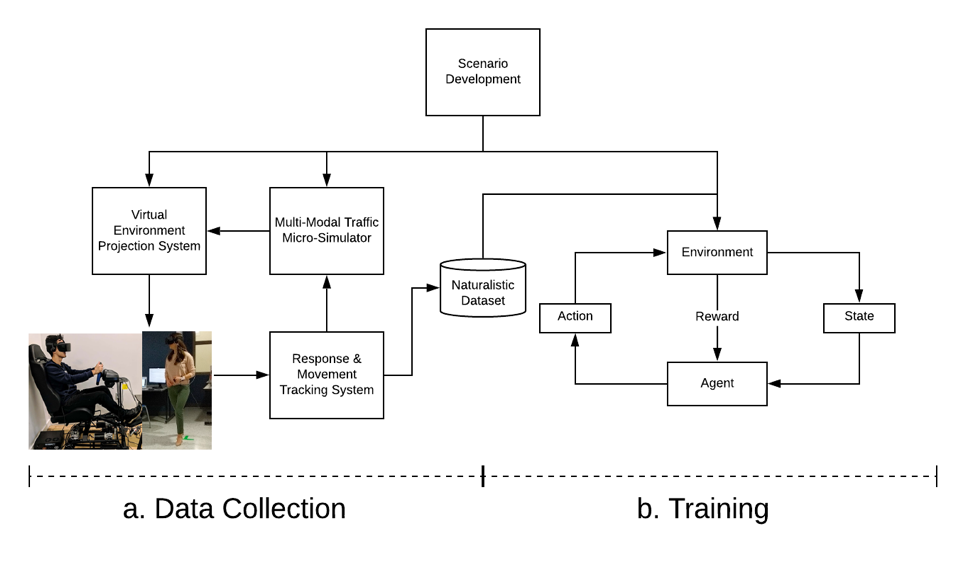 Scenario
Development
Virtual
Environment
Projection System
Multi-Modal Traffic
Micro-Simulator
Naturalistic
Dataset
Response &
Movement
Tracking System
Environment
Action
Reward
State
Agent
a. Data Collection
b. Training